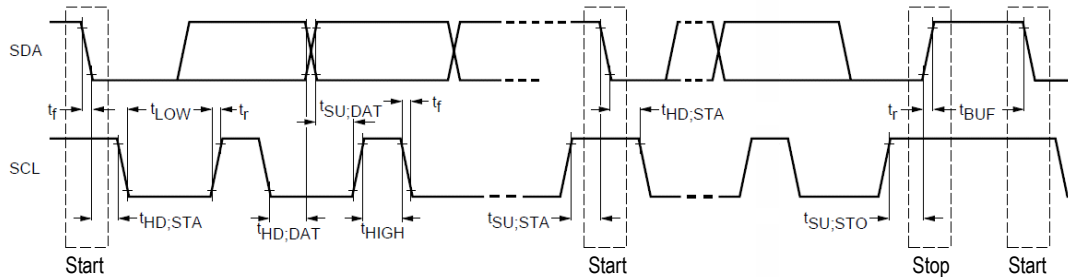 SDA
t_f t_LOW t_r t_SU;DAT t_f t_HD;STA t_r t_BUF
SCL
t_HD;STA t_HD;DAT t_HIGH t_SU;STA t_SU;STO
Start Start Stop Start